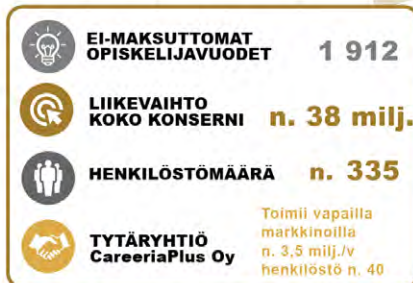 EI-MAKSUTTOMAT
OPISKELIJAVUODET
1 912
LIIKEVAIHTO
KOKO KONSERNI
n. 38 milj.
HENKILÖSTÖMÄÄRÄ
n. 335
TYTÄRYHTIÖ
CareeriaPlus Oy
Toimii vapailla
markkinoilla
n. 3,5 milj./v
henkilöstö n. 40